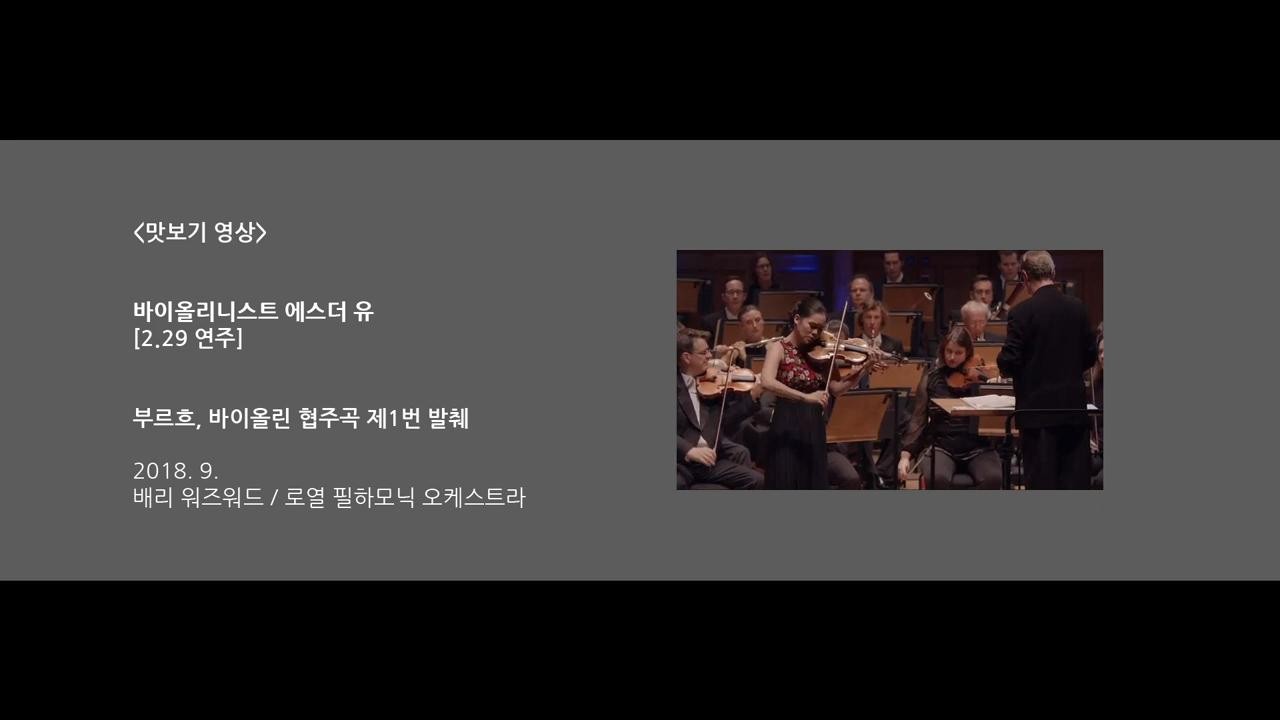 <맛보기 영상>
바이올리니스트 에스더 유
[2.29 연주]
부르흐, 바이올린 협주곡 제1번 발췌
2018. 9.
배리 워즈워드 / 로열 필하모닉 오케스트라